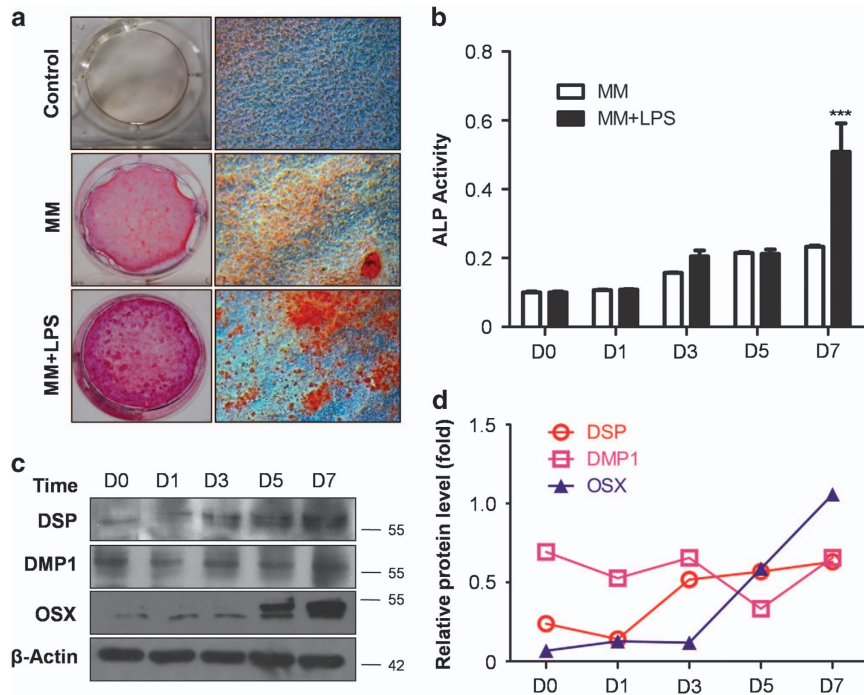 a
Control
MM
MM+LPS
b
ALP Activity
0.8
0.6
0.4
0.2
0
MM
MM+LPS
***
D0 D1 D3 D5 D7
c
Time D0 D1 D3 D5 D7
DSP 55
DMP1 55
OSX 55
β-Actin 42
d
Relative protein level (fold)
1.5
1.0
0.5
0
DSP
DMP1
OSX
D0 D1 D3 D5 D7